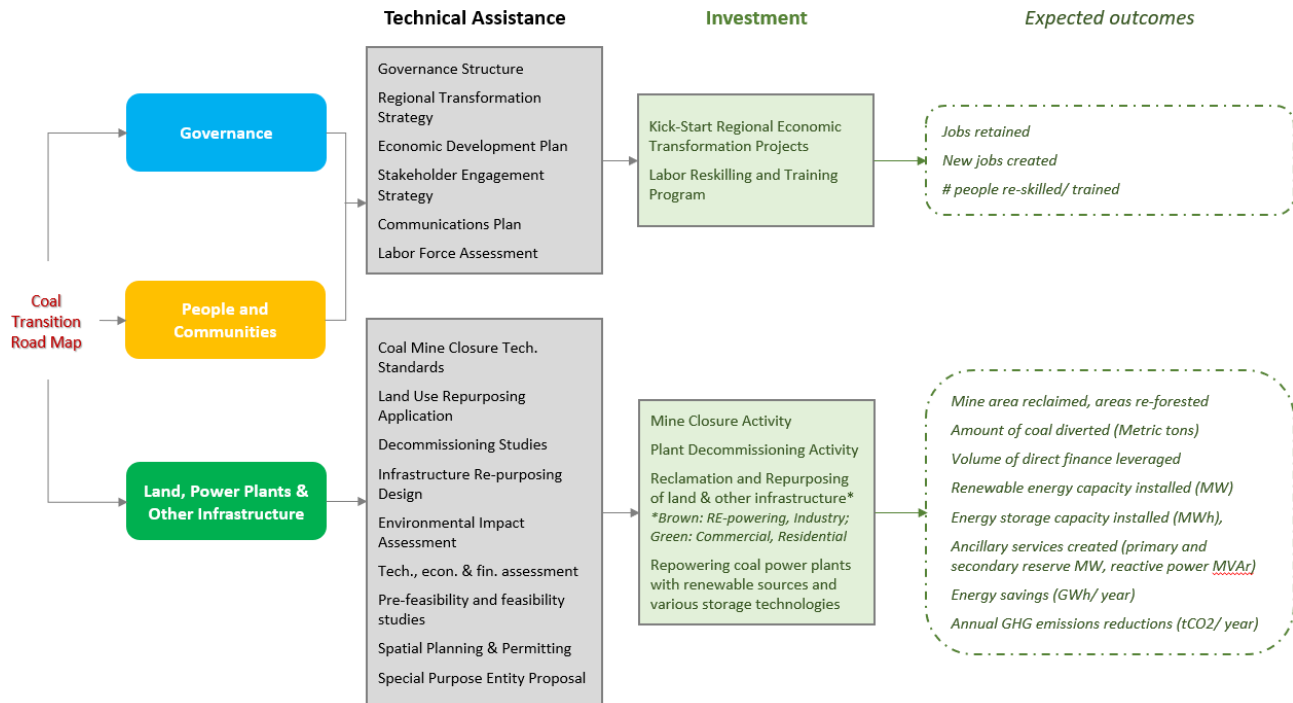 Technical Assistance
Investment
Expected outcomes
Coal
Transition
Road Map
Governance
People and
Communities
Land, Power Plants &
Other Infrastructure
Governance Structure
Regional Transformation
Strategy
Economic Development Plan
Stakeholder Engagement
Strategy
Communications Plan
Labor Force Assessment
Kick-Start Regional Economic
Transformation Projects
Labor Reskilling and Training
Program
Jobs retained
New jobs created
# people re-skilled/ trained
Coal Mine Closure Tech.
Standards
Land Use Repurposing
Application
Decommissioning Studies
Infrastructure Re-purposing
Design
Environmental Impact
Assessment
Tech., econ. & fin. assessment
Pre-feasibility and feasibility
studies
Spatial Planning & Permitting
Special Purpose Entity Proposal
Mine Closure Activity
Plant Decommissioning Activity
Reclamation and Repurposing
of land & other infrastructure*
*Brown: RE-powering, Industry;
Green: Commercial, Residential
Repowering coal power plants
with renewable sources and
various storage technologies
Mine area reclaimed, areas re-forested
Amount of coal diverted (Metric tons)
Volume of direct finance leveraged
Renewable energy capacity installed (MW)
Energy storage capacity installed (MWh),
Ancillary services created (primary and
secondary reserve MW, reactive power MVAr)
Energy savings (GWh/ year)
Annual GHG emissions reductions (tCO2/ year)